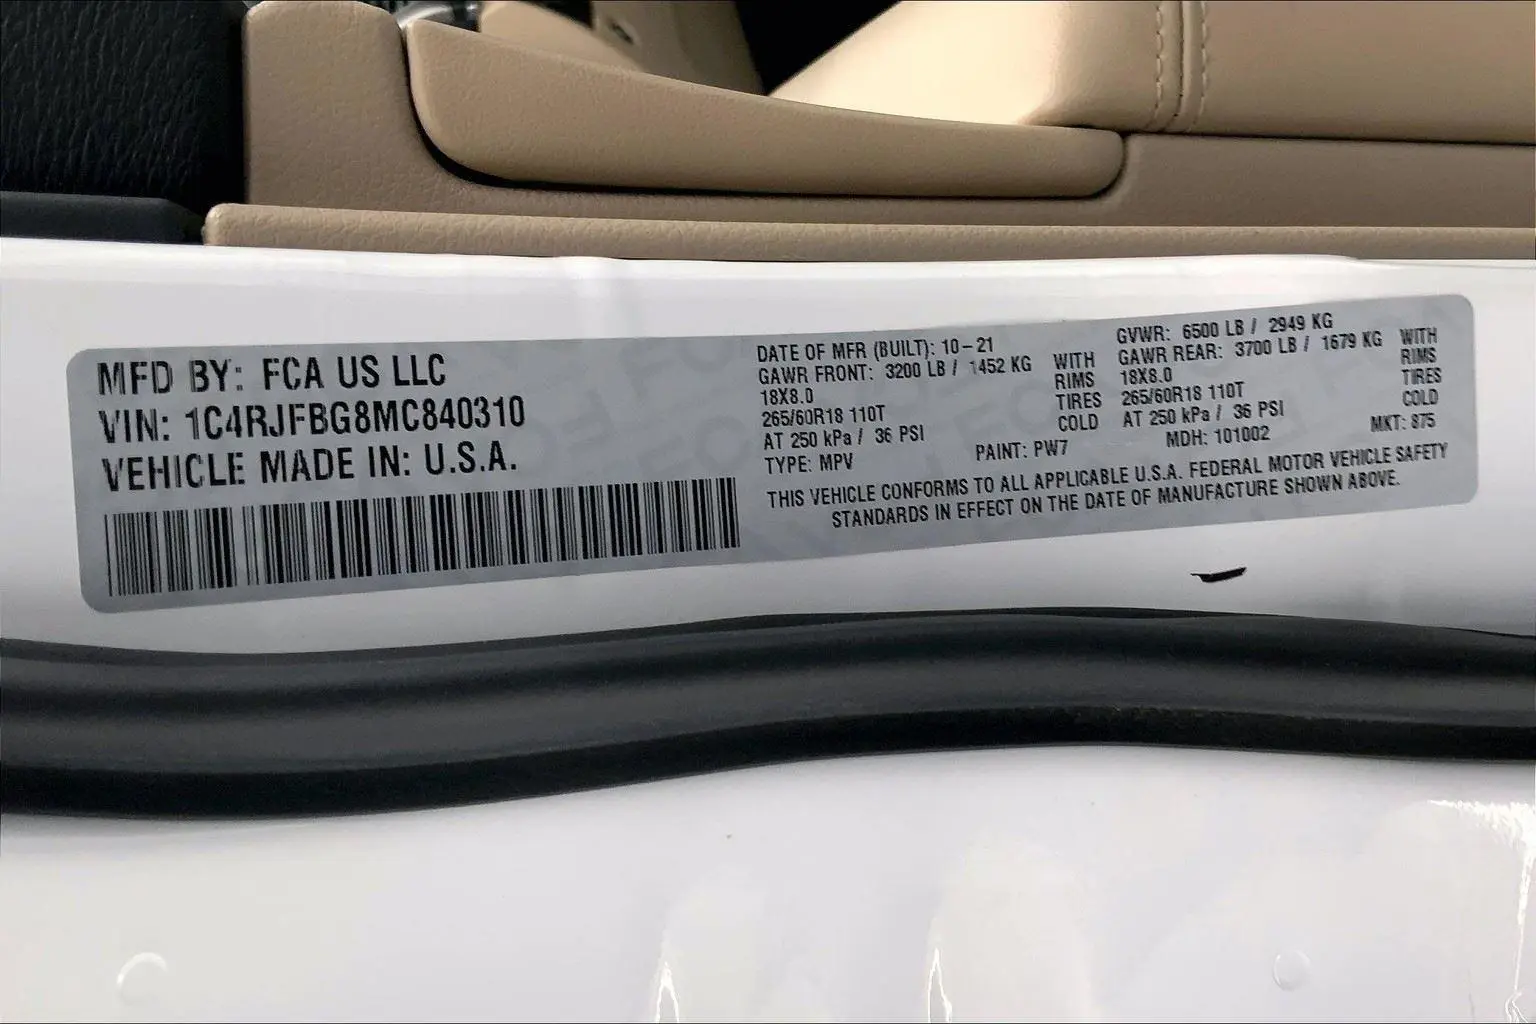 MFD BY: FCA US LLC
VIN: 1C4RJFBG8MC840310
VEHICLE MADE IN: U.S.A.
DATE OF MFR (BUILT): 10-21
GAWR FRONT: 3200 LB / 1452 KG WITH
18X8.0 RIMS
265/60R18 110T TIRES
AT 250 kPa / 36 PSI COLD
GVWR: 6500 LB / 2949 KG
GAWR REAR: 3700 LB / 1679 KG WITH
18X8.0 RIMS
265/60R18 110T TIRES
AT 250 kPa / 36 PSI COLD
TYPE: MPV PAINT: PW7 MDH: 101002 MKT: 875
THIS VEHICLE CONFORMS TO ALL APPLICABLE U.S.A. FEDERAL MOTOR VEHICLE SAFETY
STANDARDS IN EFFECT ON THE DATE OF MANUFACTURE SHOWN ABOVE.